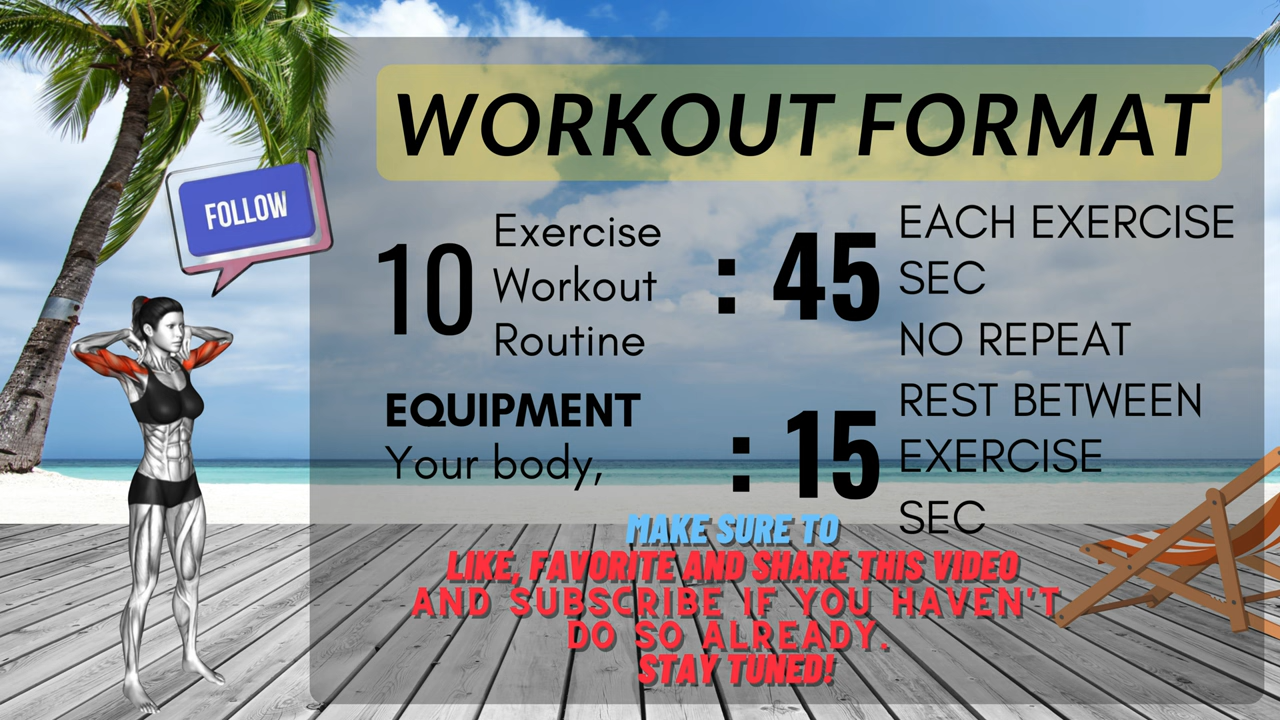 WORKOUT FORMAT
FOLLOW
10
Exercise
Workout
Routine
: 45
EACH EXERCISE
SEC
NO REPEAT
EQUIPMENT
Your body,
: 15
REST BETWEEN
EXERCISE
SEC
MAKE SURE TO
LIKE, FAVORITE AND SHARE THIS VIDEO
AND SUBSCRIBE IF YOU HAVEN'T
DO SO ALREADY.
STAY TUNED!